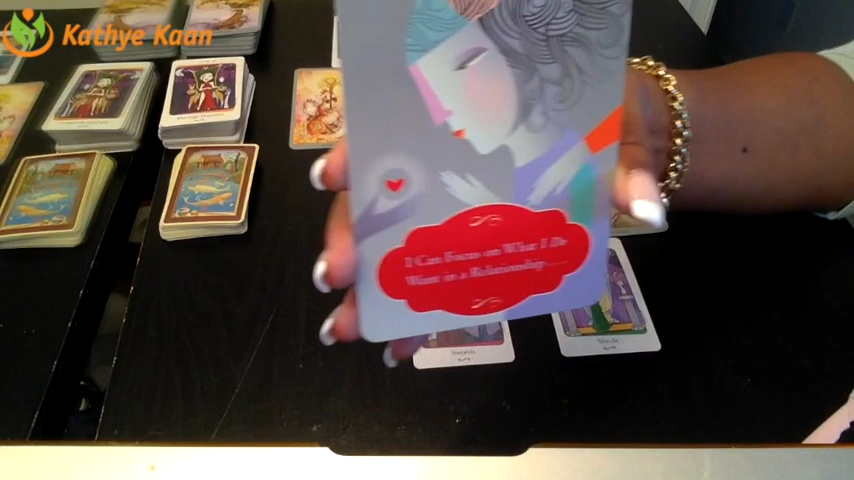 Kathye Kaan
I Can Focus on What I Do
Want in a Relationship.....